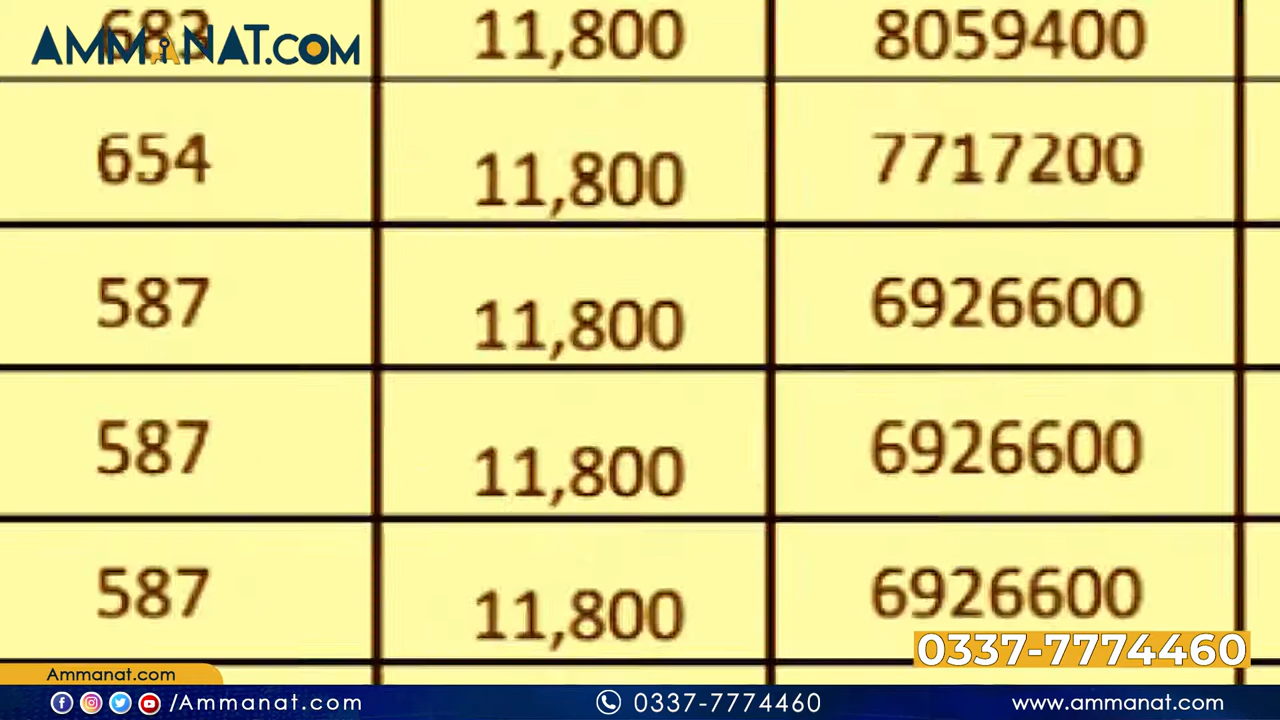 AMMANAT.COM
683 11,800 8059400
654 11,800 7717200
587 11,800 6926600
587 11,800 6926600
587 11,800 6926600
0337-7774460
Ammanat.com
/Ammanat.com 0337-7774460 www.ammanat.com